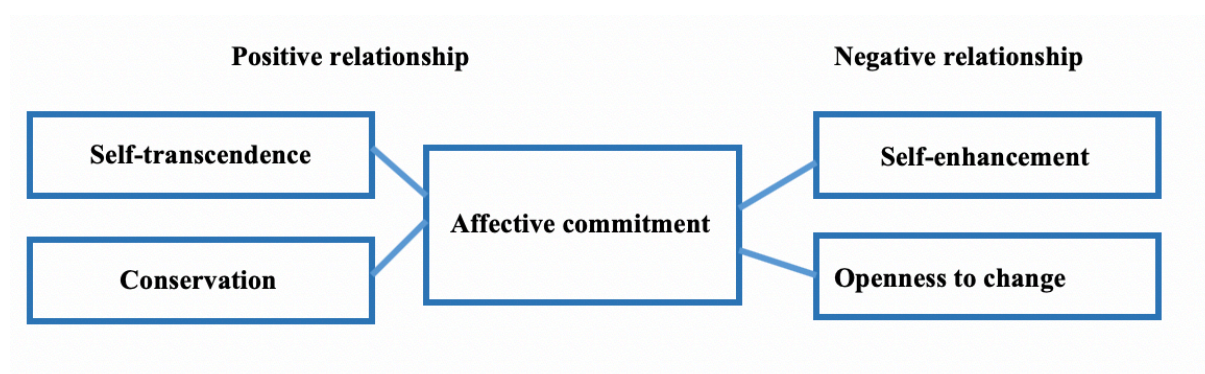 Positive relationship
Negative relationship
Self-transcendence
Self-enhancement
Affective commitment
Conservation
Openness to change